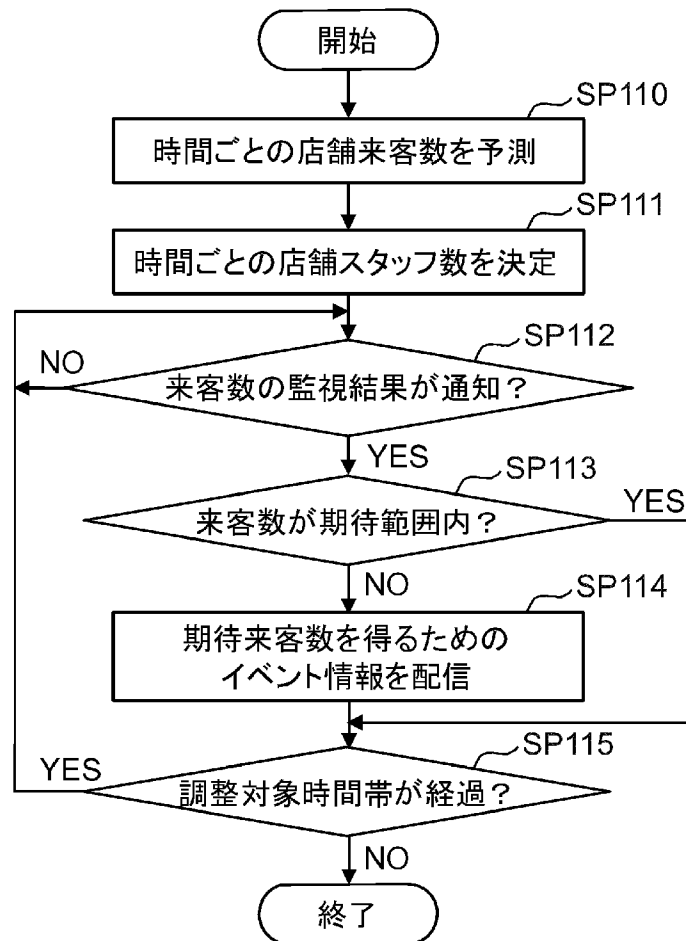 開始
SP110
時間ごとの店舗来客数を予測
SP111
時間ごとの店舗スタッフ数を決定
SP112
NO
来客数の監視結果が通知？
YES
SP113
YES
来客数が期待範囲内？
NO
SP114
期待来客数を得るための
イベント情報を配信
SP115
YES
調整対象時間帯が経過？
NO
終了